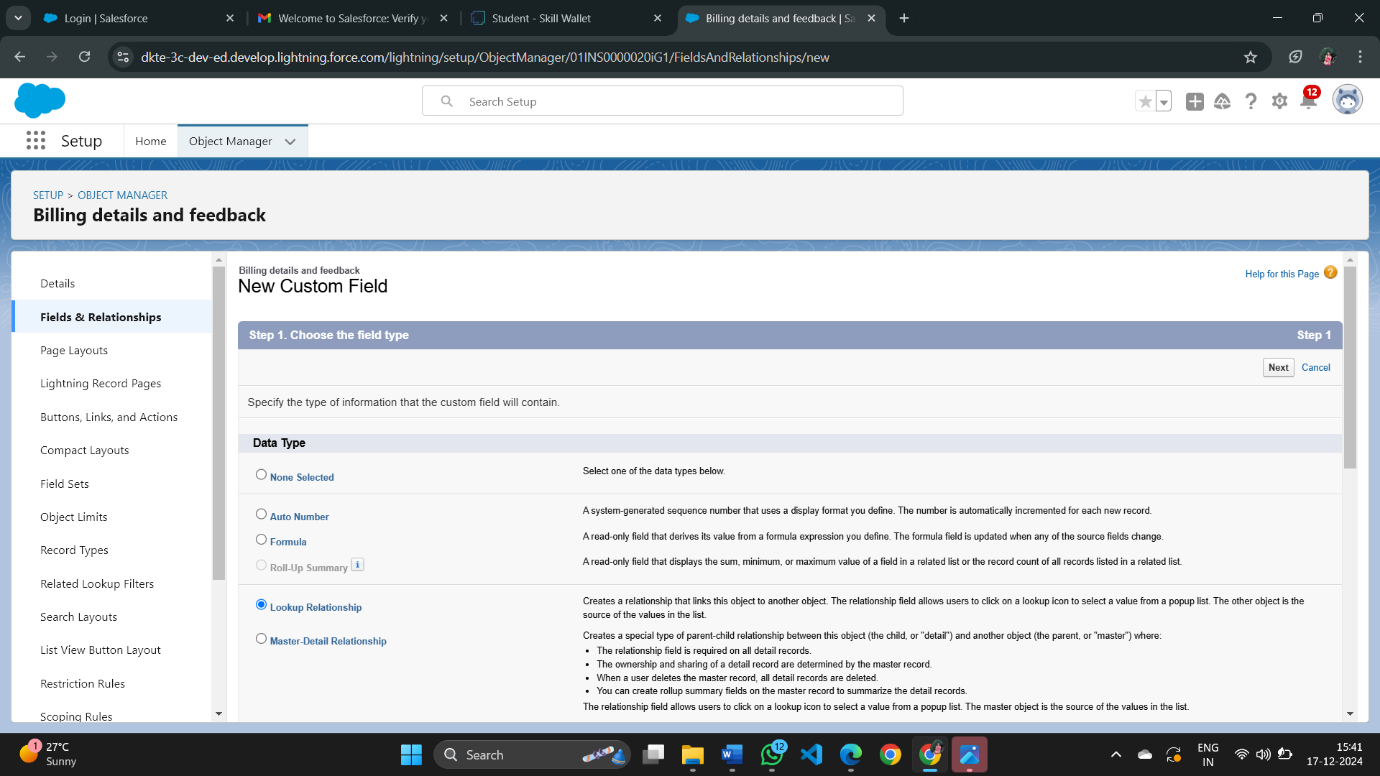 Login | Salesforce
Welcome to Salesforce: Verify y
Student - Skill Wallet
Billing details and feedback | Sa
dkte-3c-dev-ed.develop.lightning.force.com/lightning/setup/ObjectManager/01INS0000020iG1/FieldsAndRelationships/new
Search Setup
12
Setup
Home
Object Manager
SETUP > OBJECT MANAGER
Billing details and feedback
Details
Fields & Relationships
Page Layouts
Lightning Record Pages
Buttons, Links, and Actions
Compact Layouts
Field Sets
Object Limits
Record Types
Related Lookup Filters
Search Layouts
List View Button Layout
Restriction Rules
Scoping Rules
Billing details and feedback
New Custom Field
Help for this Page
Step 1. Choose the field type
Step 1
Next
Cancel
Specify the type of information that the custom field will contain.
Data Type
None Selected
Select one of the data types below.
Auto Number
A system-generated sequence number that uses a display format you define. The number is automatically incremented for each new record.
Formula
A read-only field that derives its value from a formula expression you define. The formula field is updated when any of the source fields change.
Roll-Up Summary
A read-only field that displays the sum, minimum, or maximum value of a field in a related list or the record count of all records listed in a related list.
Lookup Relationship
Creates a relationship that links this object to another object. The relationship field allows users to click on a lookup icon to select a value from a popup list. The other object is the
source of the values in the list.
Master-Detail Relationship
Creates a special type of parent-child relationship between this object (the child, or "detail") and another object (the parent, or "master") where:
• The relationship field is required on all detail records.
• The ownership and sharing of a detail record are determined by the master record.
• When a user deletes the master record, all detail records are deleted.
• You can create rollup summary fields on the master record to summarize the detail records.
The relationship field allows users to click on a lookup icon to select a value from a popup list. The master object is the source of the values in the list.
1
27°C
Sunny
Search
12
ENG
IN
15:41
17-12-2024